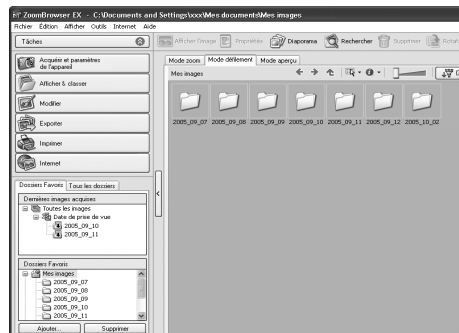 ZoomBrowser EX - C:\Documents and Settings\xxx\Mes documents\Mes images
Fichier Édition Afficher Outils Internet Aide
Tâches
Afficher l'image Propriétés Diaporama Rechercher Supprimer
Acquérir et paramètres de l'appareil
Afficher & classer
Modifier
Exporter
Imprimer
Internet
Mode zoom Mode défilement Mode aperçu
Mes images
2005_09_07 2005_09_08 2005_09_09 2005_09_10 2005_09_11 2005_09_12 2005_10_02
Dossiers Favoris Tous les dossiers
Dernières images acquises
Toutes les images
Date de prise de vue
2005_09_10
2005_09_11
Dossiers Favoris
Mes images
2005_09_07
2005_09_08
2005_09_09
2005_09_10
2005_09_11
Ajouter... Supprimer